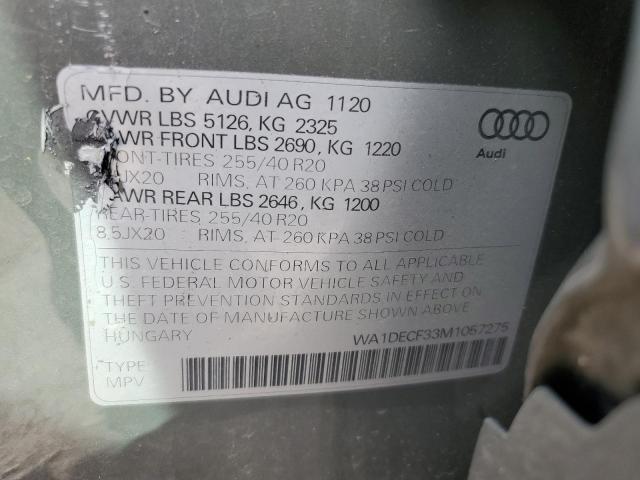 MFD. BY AUDI AG 1120
GVWR LBS 5126, KG 2325
GAWR FRONT LBS 2690, KG 1220
FRONT-TIRES 255/40 R20
JX20 RIMS, AT 260 KPA 38 PSI COLD
GAWR REAR LBS 2646, KG 1200
REAR-TIRES 255/40 R20
8,5JX20 RIMS, AT 260 KPA 38 PSI COLD
THIS VEHICLE CONFORMS TO ALL APPLICABLE
U.S. FEDERAL MOTOR VEHICLE SAFETY AND
THEFT PREVENTION STANDARDS IN EFFECT ON
THE DATE OF MANUFACTURE SHOWN ABOVE
HUNGARY
WA1DECF33M1057275
TYPE
MPV
Audi